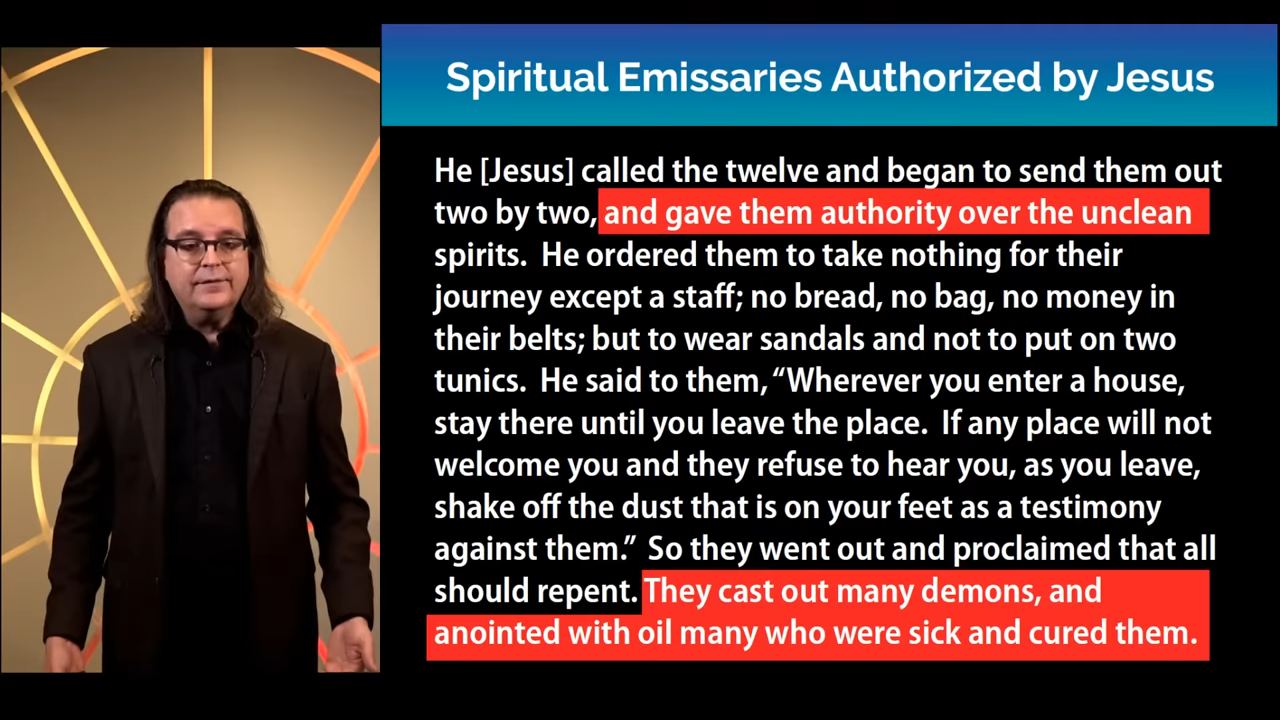 Spiritual Emissaries Authorized by Jesus
He [Jesus] called the twelve and began to send them out
two by two, and gave them authority over the unclean
spirits.  He ordered them to take nothing for their
journey except a staff; no bread, no bag, no money in
their belts; but to wear sandals and not to put on two
tunics.  He said to them, “Wherever you enter a house,
stay there until you leave the place.  If any place will not
welcome you and they refuse to hear you, as you leave,
shake off the dust that is on your feet as a testimony
against them.”  So they went out and proclaimed that all
should repent. They cast out many demons, and
anointed with oil many who were sick and cured them.